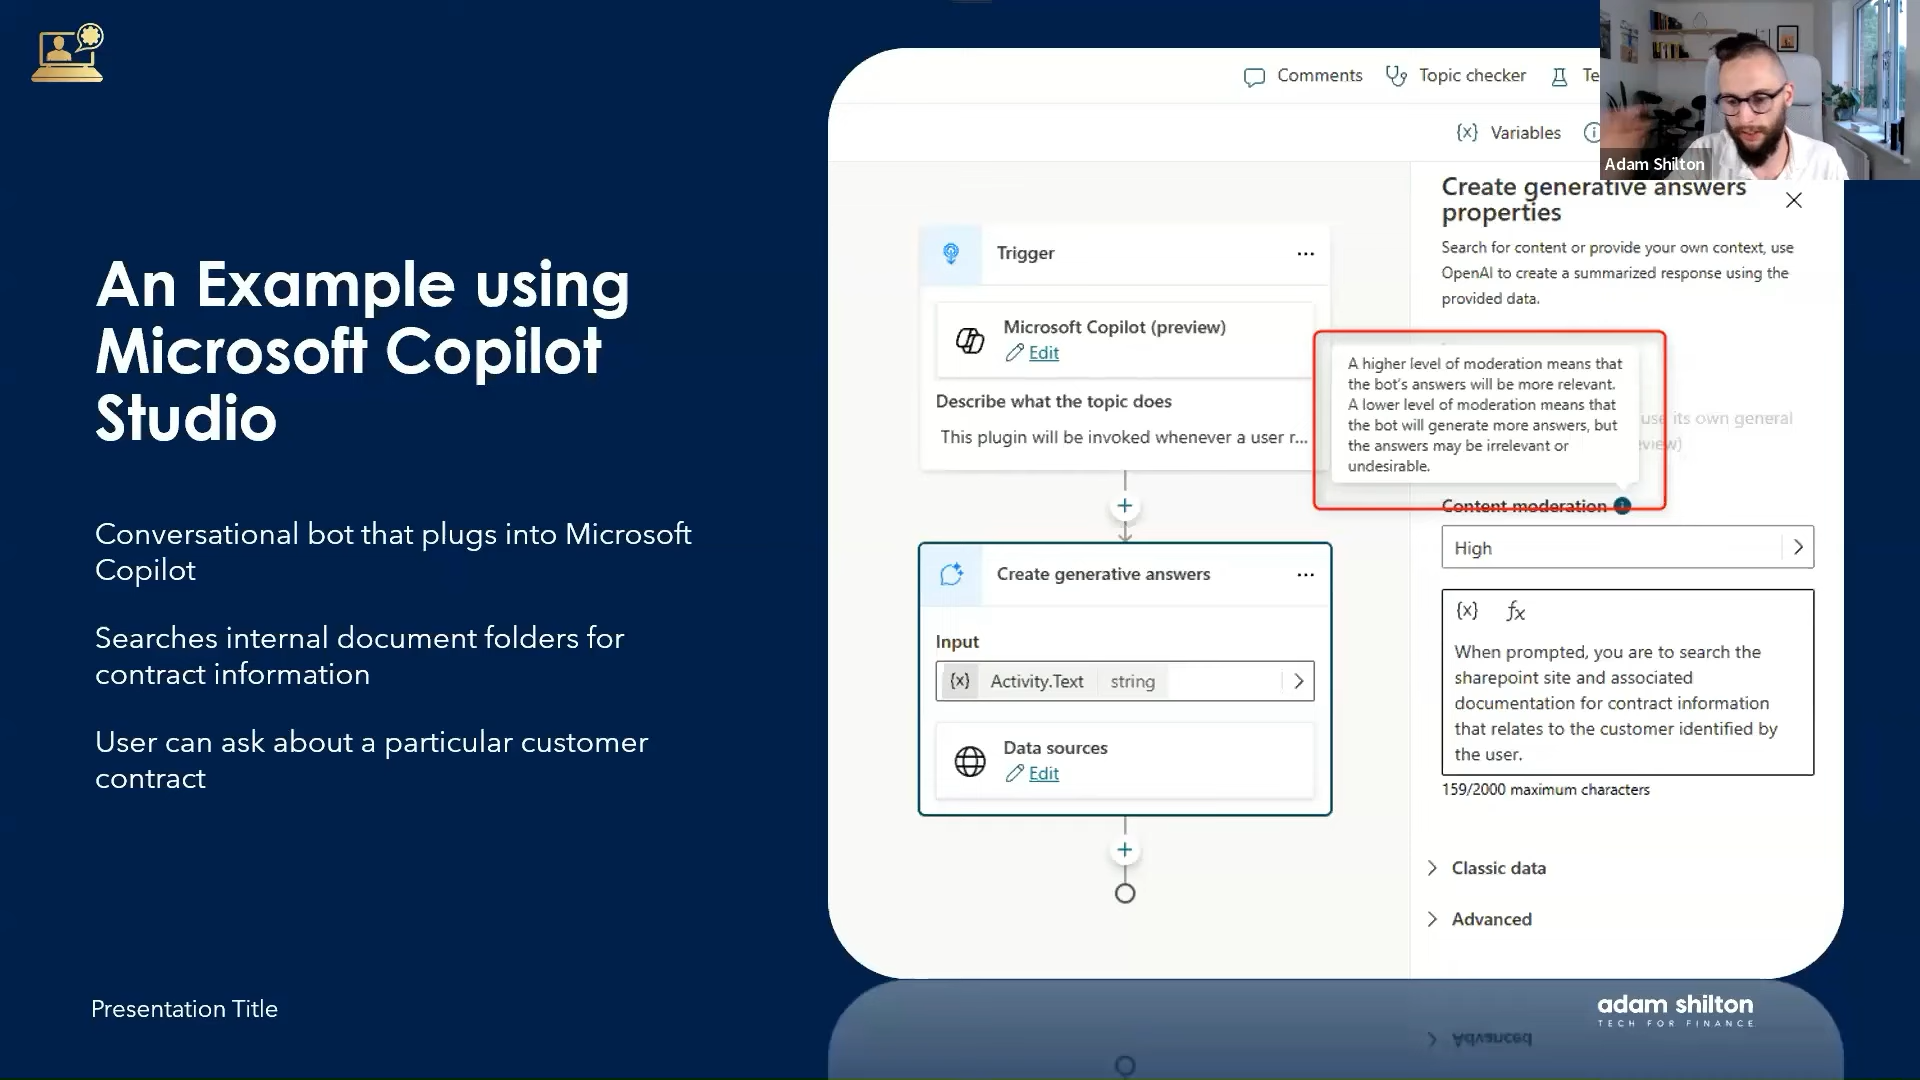 An Example using
Microsoft Copilot
Studio
Conversational bot that plugs into Microsoft
Copilot
Searches internal document folders for
contract information
User can ask about a particular customer
contract
Presentation Title
Comments
Topic checker
Te
{x} Variables
Adam Shilton
Trigger
Microsoft Copilot (preview)
Edit
Describe what the topic does
This plugin will be invoked whenever a user r...
Create generative answers
Input
{x} Activity.Text string
Data sources
Edit
Create generative answers
properties
Search for content or provide your own context, use
OpenAI to create a summarized response using the
provided data.
A higher level of moderation means that
the bot's answers will be more relevant.
A lower level of moderation means that
the bot will generate more answers, but
the answers may be irrelevant or
undesirable.
use its own general
view)
Content moderation
High
{x} fx
When prompted, you are to search the
sharepoint site and associated
documentation for contract information
that relates to the customer identified by
the user.
159/2000 maximum characters
Classic data
Advanced
adam shilton
TECH FOR FINANCE
Advanced